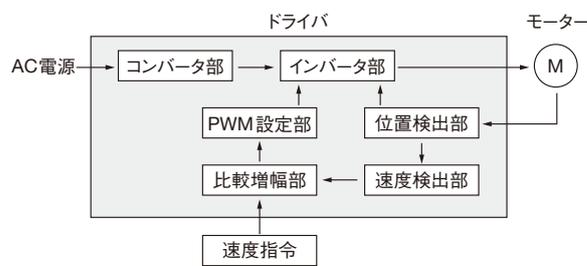 ドライバ
モーター
AC電源
コンバータ部
インバータ部
M
PWM設定部
位置検出部
比較増幅部
速度検出部
速度指令